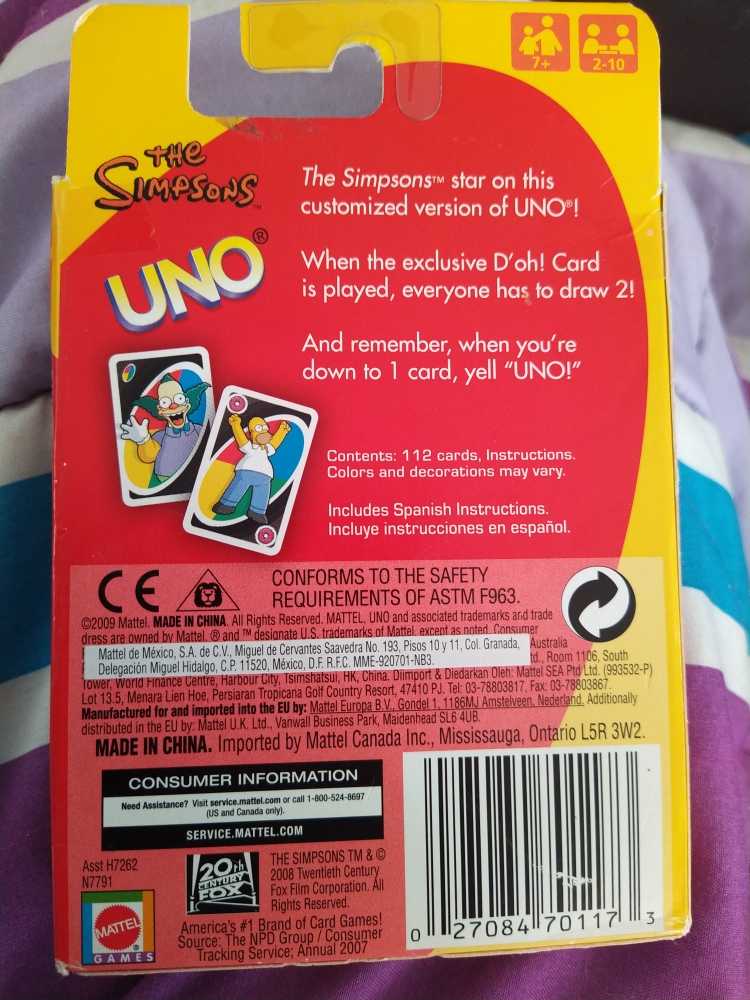 7+
2-10
THE
SIMPSONS™
The Simpsons™ star on this
customized version of UNO®!
UNO®
When the exclusive D'oh! Card
is played, everyone has to draw 2!
And remember, when you're
down to 1 card, yell "UNO!"
Contents: 112 cards, Instructions.
Colors and decorations may vary.
Includes Spanish Instructions.
Incluye instrucciones en español.
CE
CONFORMS TO THE SAFETY
REQUIREMENTS OF ASTM F963.
©2009 Mattel. MADE IN CHINA. All Rights Reserved. MATTEL, UNO and associated trademarks and trade
dress are owned by Mattel. ® and ™ designate U.S. trademarks of Mattel, except as noted. Consumer
Mattel de México, S.A. de C.V., Miguel de Cervantes Saavedra No. 193, Pisos 10 y 11, Col. Granada,
Australia
Delegación Miguel Hidalgo, C.P. 11520, México, D.F. R.F.C. MME-920701-NB3.
td., Room 1106, South
Tower, World Finance Centre, Harbour City, Tsimshatsui, HK, China. Diimport & Diedarkan Oleh: Mattel SEA Ptd Ltd. (993532-P)
Lot 13.5, Menara Lien Hoe, Persiaran Tropicana Golf Country Resort, 47410 PJ. Tel: 03-78803817, Fax: 03-78803867.
Manufactured for and imported into the EU by: Mattel Europa B.V., Gondel 1, 1186MJ Amstelveen, Nederland. Additionally
distributed in the EU by: Mattel U.K. Ltd., Vanwall Business Park, Maidenhead SL6 4UB.
MADE IN CHINA. Imported by Mattel Canada Inc., Mississauga, Ontario L5R 3W2.
CONSUMER INFORMATION
Need Assistance? Visit service.mattel.com or call 1-800-524-8697
(US and Canada only).
SERVICE.MATTEL.COM
Asst H7262
N7791
20th
CENTURY
FOX
THE SIMPSONS TM & ©
2008 Twentieth Century
Fox Film Corporation. All
Rights Reserved.
MATTEL
GAMES
America's #1 Brand of Card Games!
Source: The NPD Group / Consumer
Tracking Service; Annual 2007
0 27084 70117 3